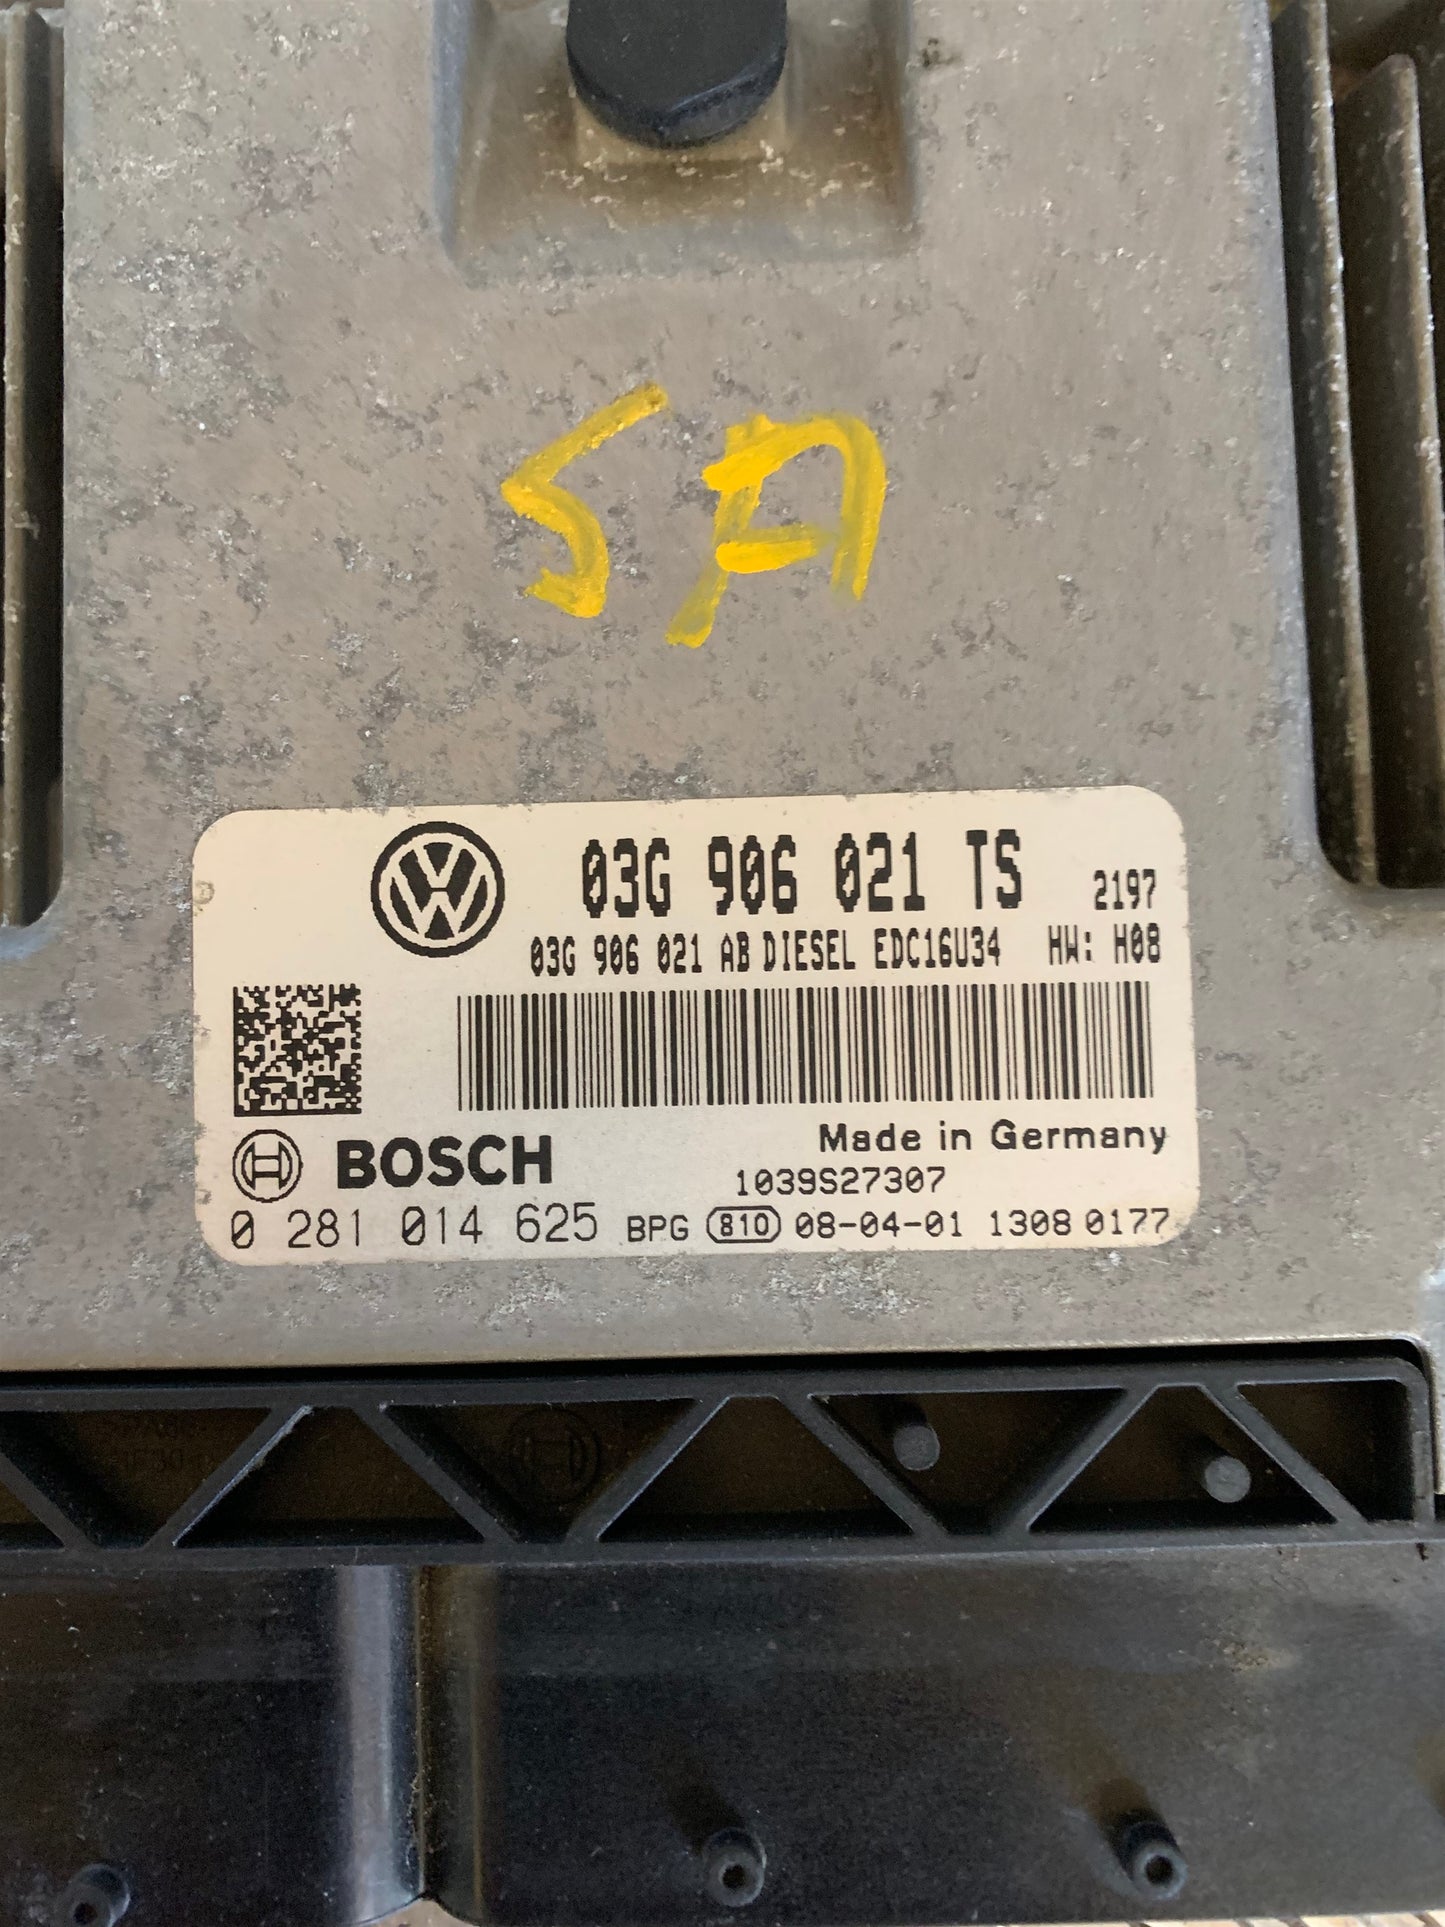 SA
03G 906 021 TS 2197
03G 906 021 AB DIESEL EDC16U34 HW: H08
BOSCH Made in Germany
1039S27307
0 281 014 625 BPG 810 08-04-01 1308 0177